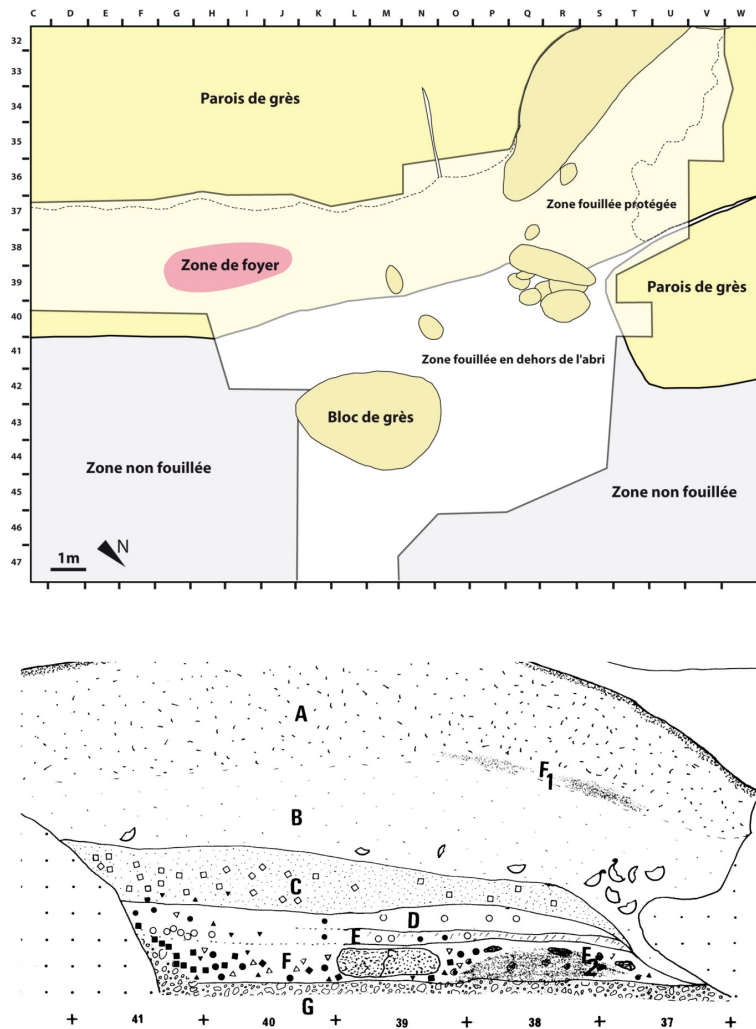 C D E F G H I J K L M N O P Q R S T U V W
32
33
34
35
36
37
38
39
40
41
42
43
44
45
46
47
Parois de grès
Zone fouillée protégée
Zone de foyer
Parois de grès
Zone fouillée en dehors de l'abri
Bloc de grès
Zone non fouillée
Zone non fouillée
1m
N
A
F1
B
C
D
E
F
F2
G
+ 41 + 40 + 39 + 38 + 37 +